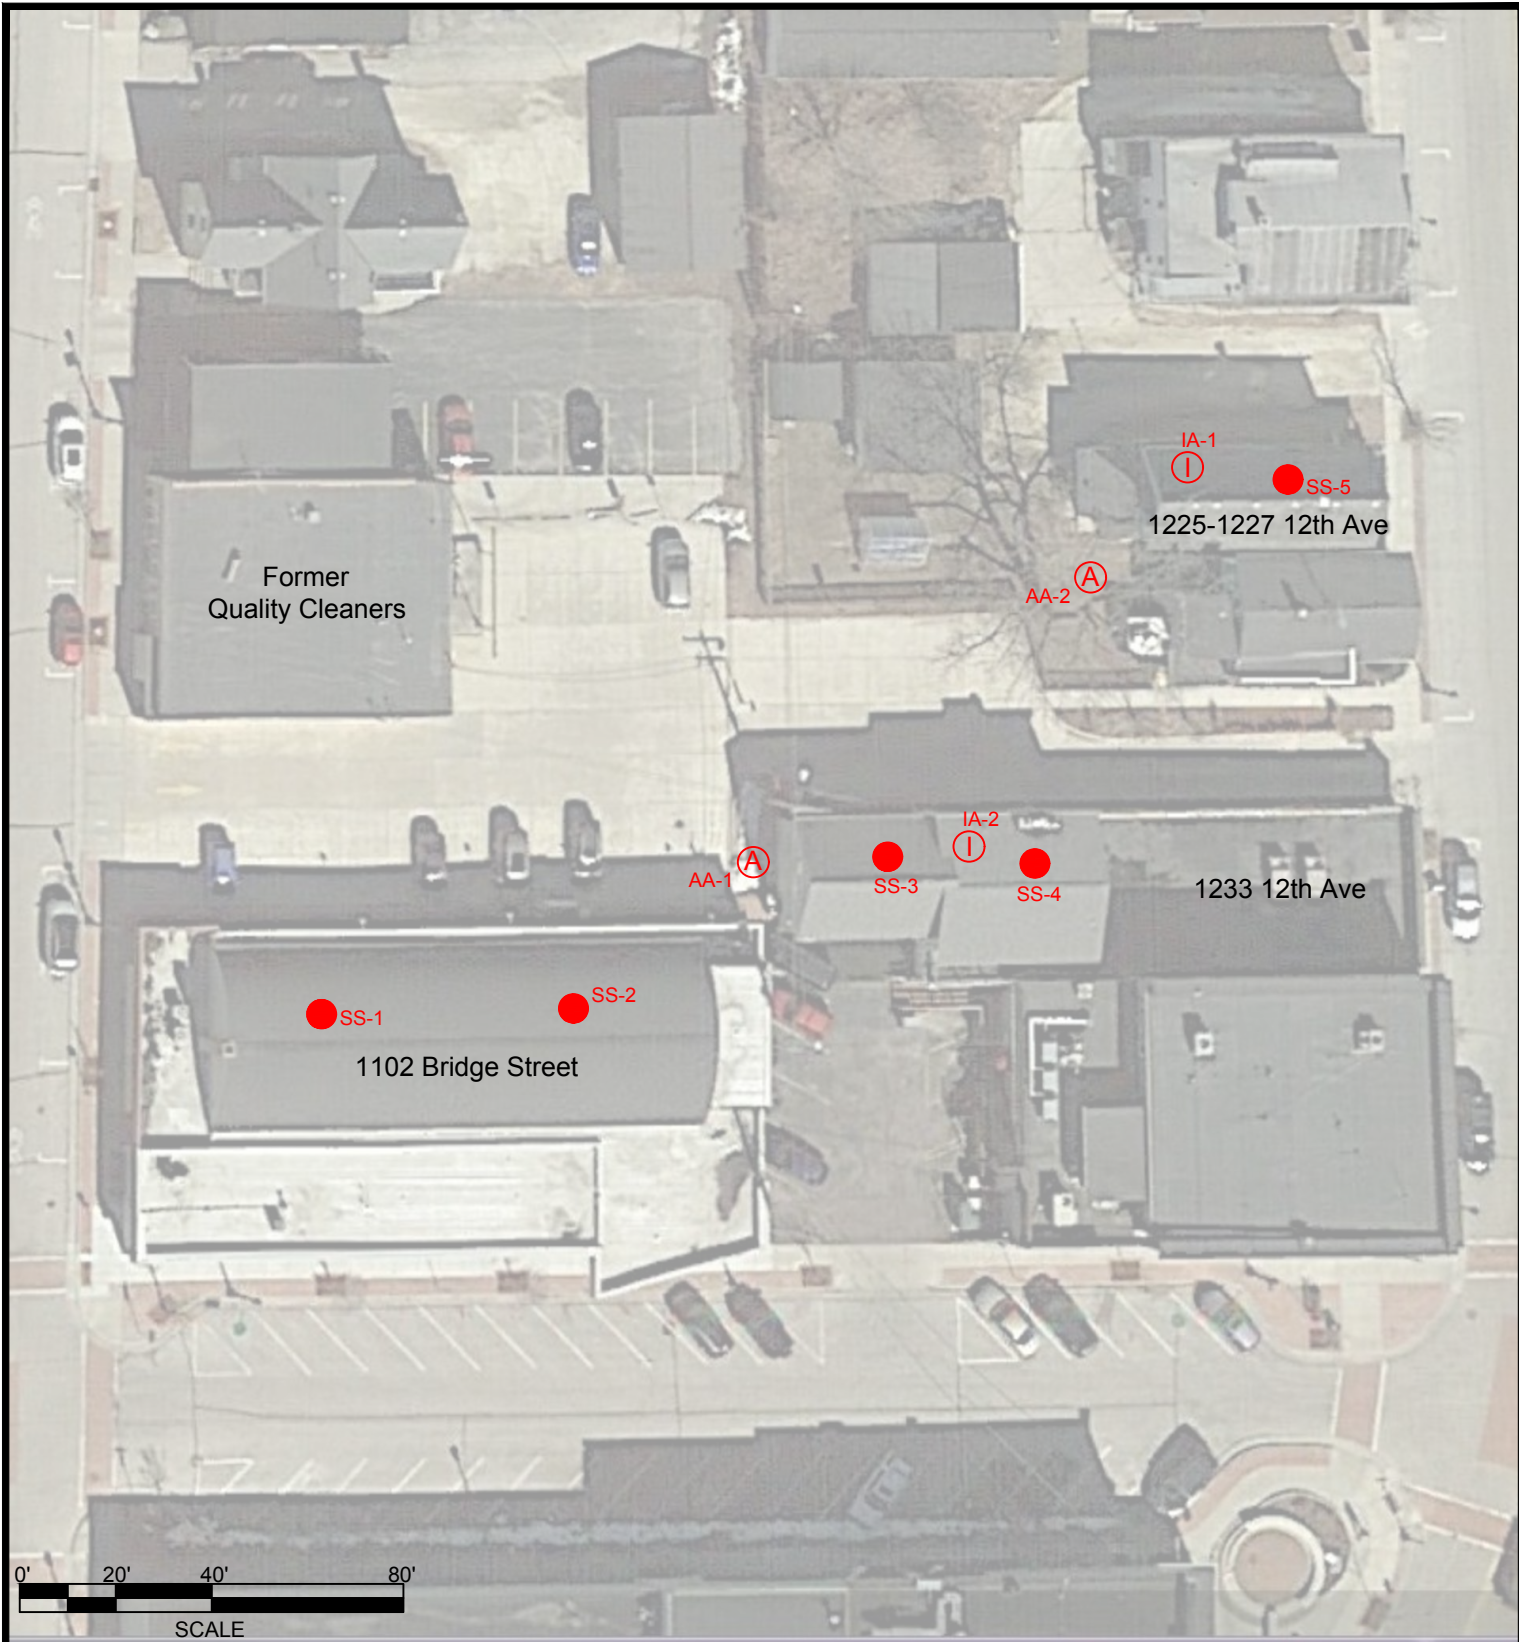 IA-1
I
SS-5
1225-1227 12th Ave
Former
Quality Cleaners
A
AA-2
IA-2
I
A
AA-1
SS-3
SS-4
1233 12th Ave
SS-2
SS-1
1102 Bridge Street
0' 20' 40' 80'
SCALE